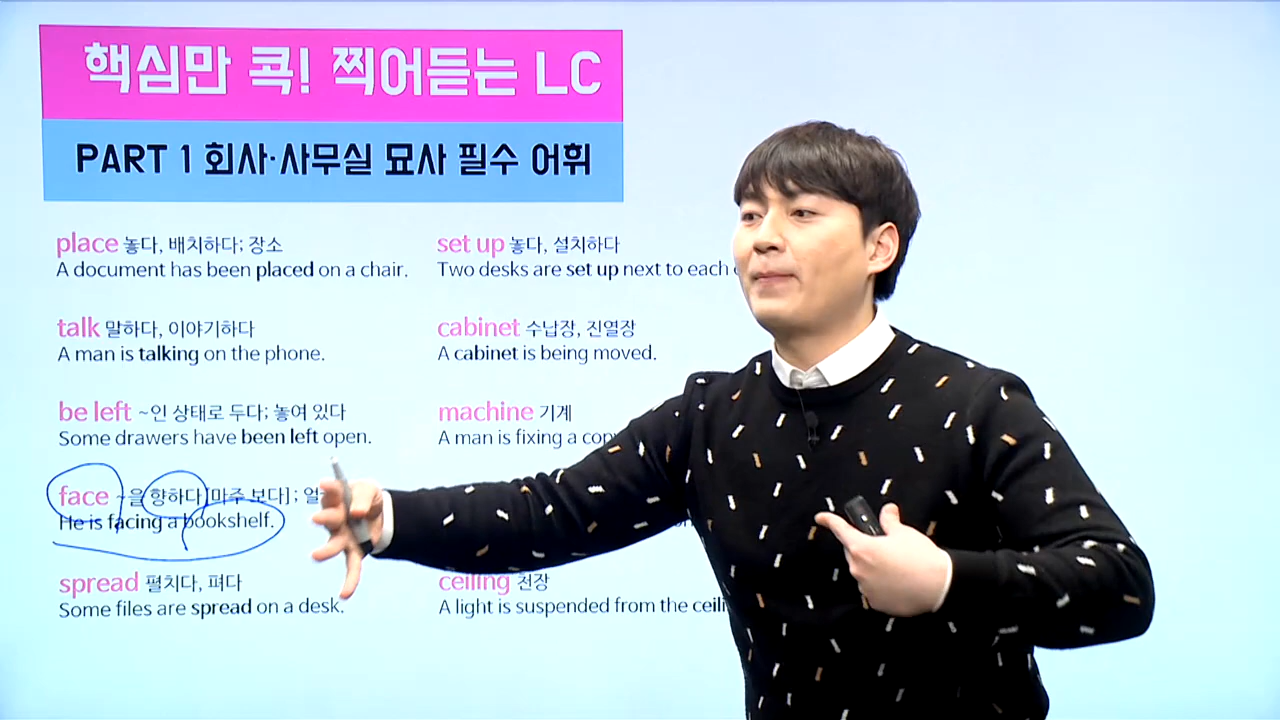 핵심만 콕! 찍어듣는 LC
PART 1 회사·사무실 묘사 필수 어휘
place 놓다, 배치하다; 장소
A document has been placed on a chair.
talk 말하다, 이야기하다
A man is talking on the phone.
be left ~인 상태로 두다; 놓여 있다
Some drawers have been left open.
face ~을 향하다[마주 보다];
He is facing a bookshelf.
spread 펼치다, 펴다
Some files are spread on a desk.
set up 놓다, 설치하다
Two desks are set up next to each
cabinet 수납장, 진열장
A cabinet is being moved.
machine 기계
A man is fixing a
ceiling 천장
A light is suspended from the